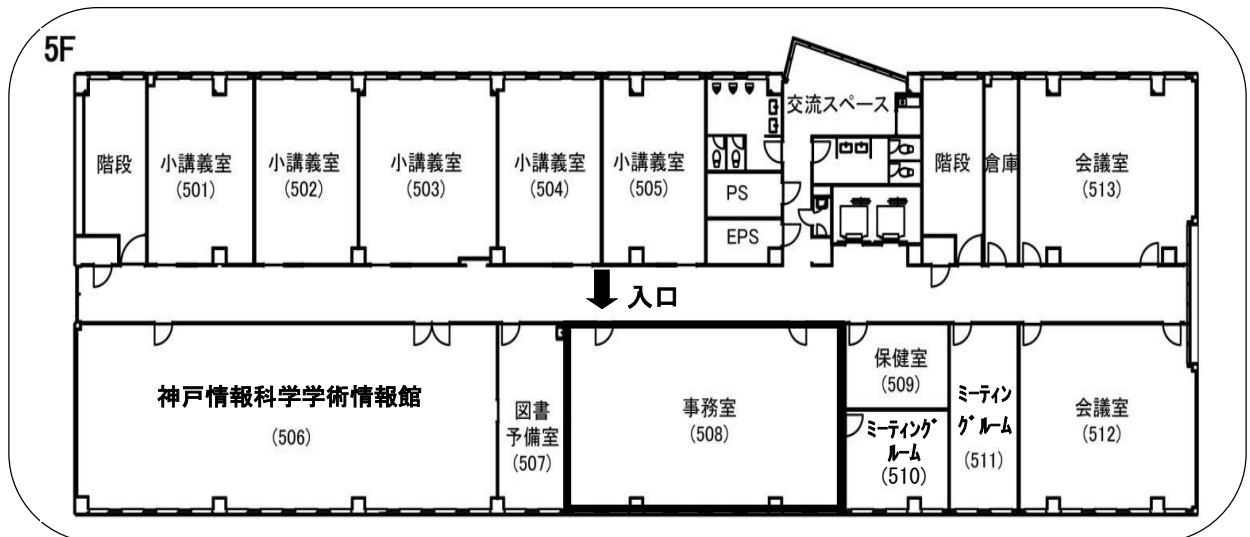 5F
階段
小講義室
(501)
小講義室
(502)
小講義室
(503)
小講義室
(504)
小講義室
(505)
PS
EPS
交流スペース
階段
倉庫
会議室
(513)
入口
神戸情報科学学術情報館
(506)
図書
予備室
(507)
事務室
(508)
保健室
(509)
ミーティング
ルーム
(510)
ミーティン
グルーム
(511)
会議室
(512)